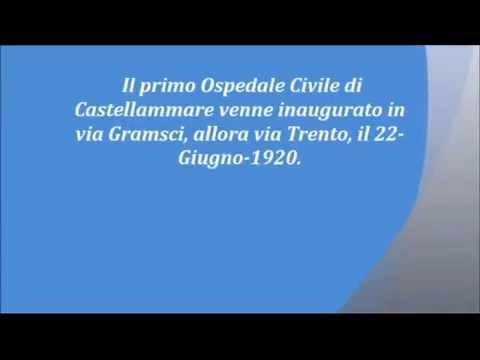 Il primo Ospedale Civile di
Castellammare venne inaugurato in
via Gramsci, allora via Trento, il 22-
Giugno-1920.